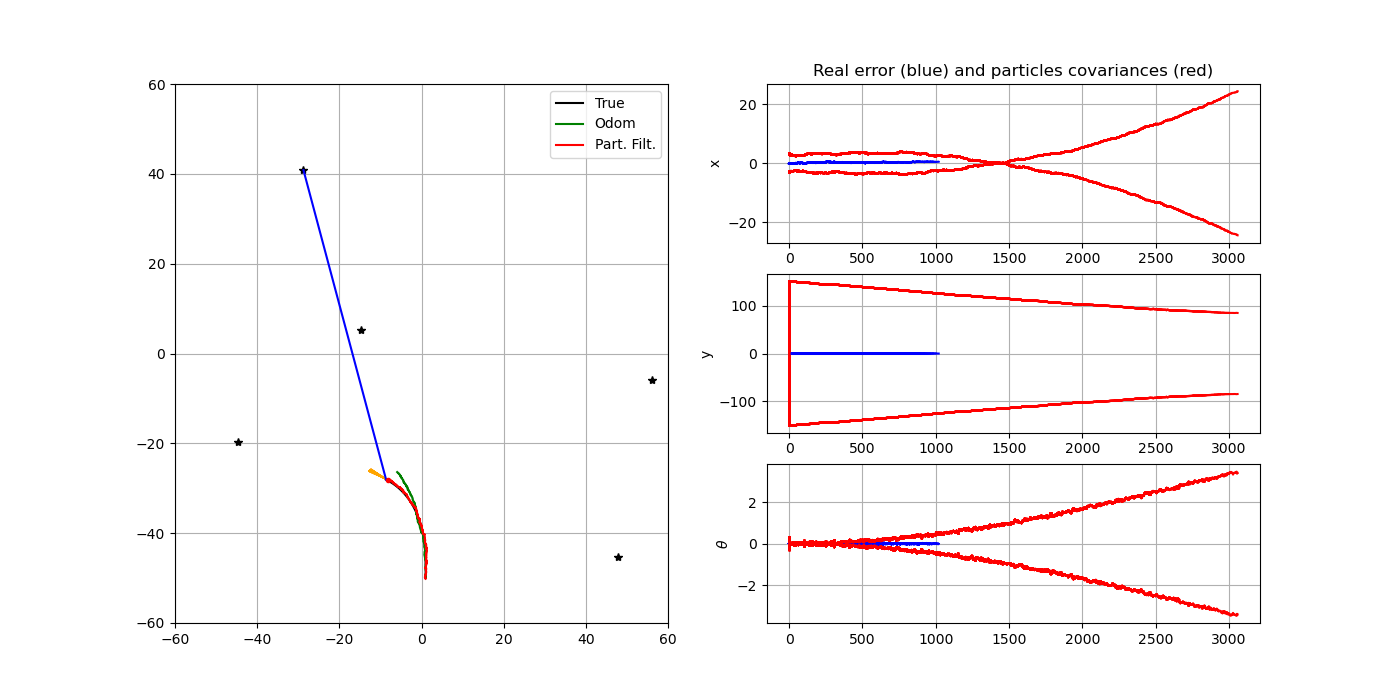 60
40
20
0
−20
−40
−60
−60 −40 −20 0 20 40 60
True
Odom
Part. Filt.
Real error (blue) and particles covariances (red)
x
20
0
−20
0 500 1000 1500 2000 2500 3000
y
100
0
−100
0 500 1000 1500 2000 2500 3000
θ
2
0
−2
0 500 1000 1500 2000 2500 3000